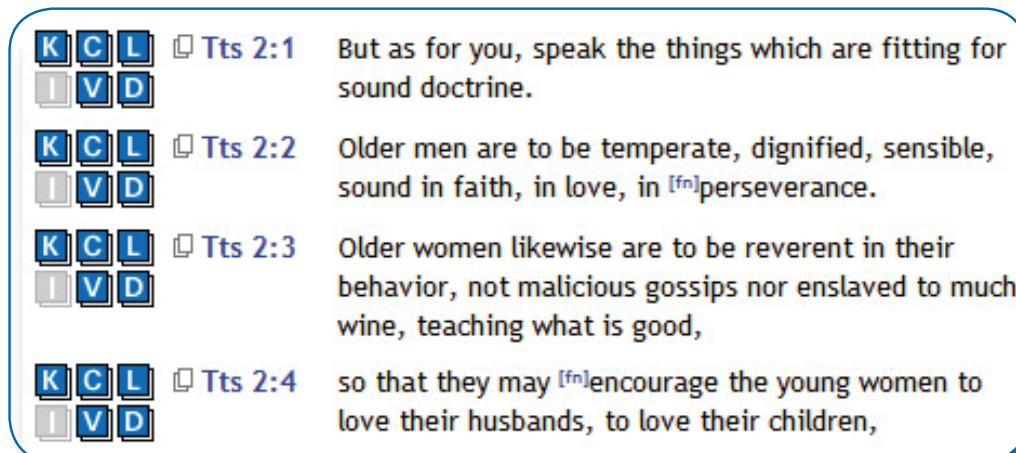 K C L Tts 2:1 But as for you, speak the things which are fitting for
I V D sound doctrine.
K C L Tts 2:2 Older men are to be temperate, dignified, sensible,
I V D sound in faith, in love, in [fn]perseverance.
K C L Tts 2:3 Older women likewise are to be reverent in their
I V D behavior, not malicious gossips nor enslaved to much
wine, teaching what is good,
K C L Tts 2:4 so that they may [fn]encourage the young women to
I V D love their husbands, to love their children,